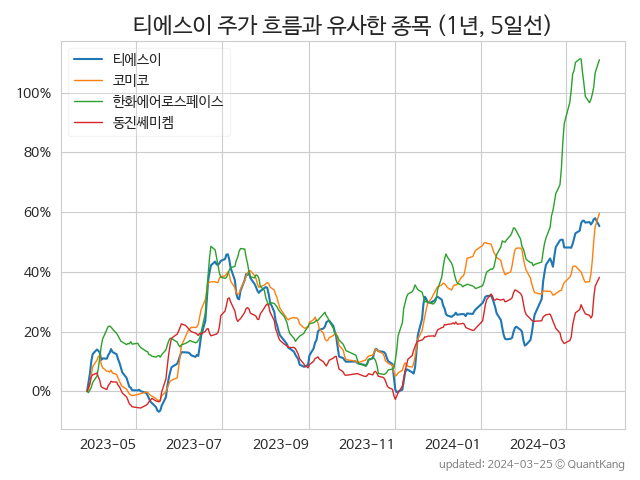 티에스이 주가 흐름과 유사한 종목 (1년, 5일선)
티에스이
코미코
한화에어로스페이스
동진쎄미켐
100%
80%
60%
40%
20%
0%
2023-05 2023-07 2023-09 2023-11 2024-01 2024-03
updated: 2024-03-25 © QuantKang